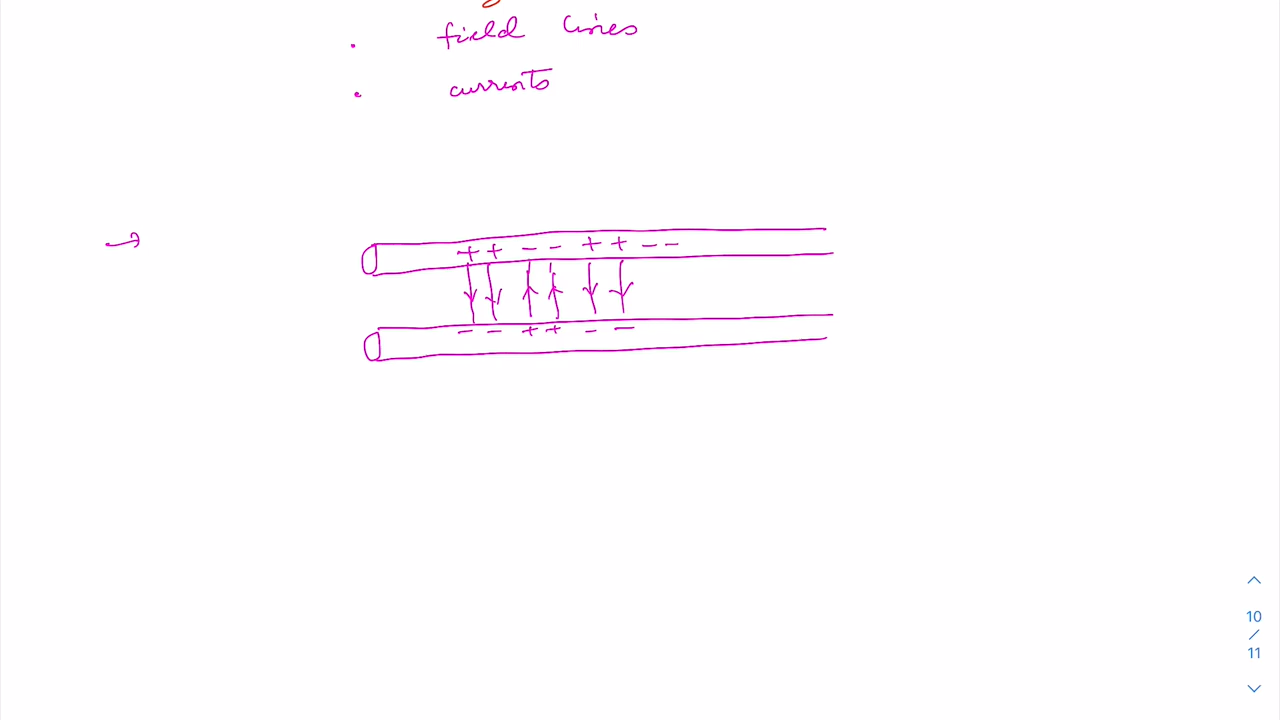 . field lines
. currents
→
+ + - - + + - -
- - + + - -
10
/
11